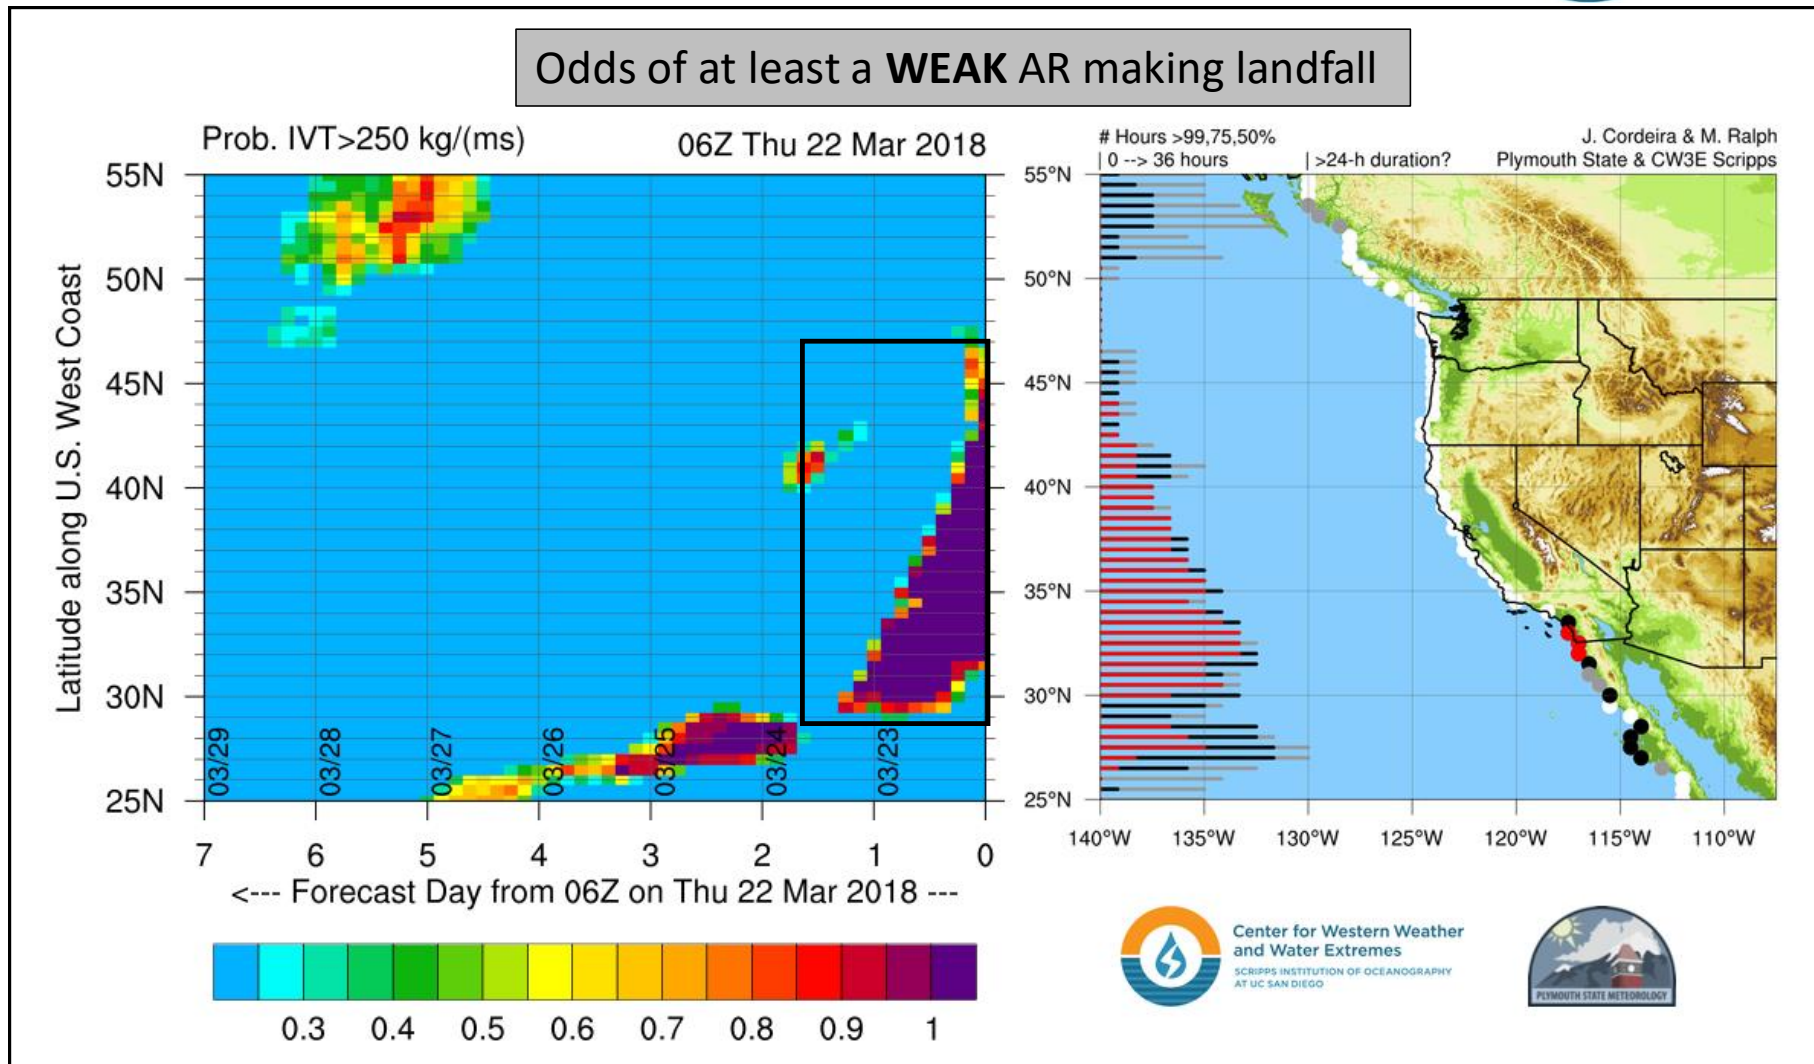 Odds of at least a WEAK AR making landfall
Prob. IVT>250 kg/(ms)
06Z Thu 22 Mar 2018
55N
50N
45N
40N
35N
30N
25N
Latitude along U.S. West Coast
03/29
03/28
03/27
03/26
03/25
03/24
03/23
7 6 5 4 3 2 1 0
<--- Forecast Day from 06Z on Thu 22 Mar 2018 ---
0.3 0.4 0.5 0.6 0.7 0.8 0.9 1
# Hours >99,75,50%
J. Cordeira & M. Ralph
| 0 --> 36 hours
| >24-h duration?
Plymouth State & CW3E Scripps
55°N
50°N
45°N
40°N
35°N
30°N
25°N
140°W 135°W 130°W 125°W 120°W 115°W 110°W
Center for Western Weather
and Water Extremes
SCRIPPS INSTITUTION OF OCEANOGRAPHY
AT UC SAN DIEGO
PLYMOUTH STATE METEOROLOGY